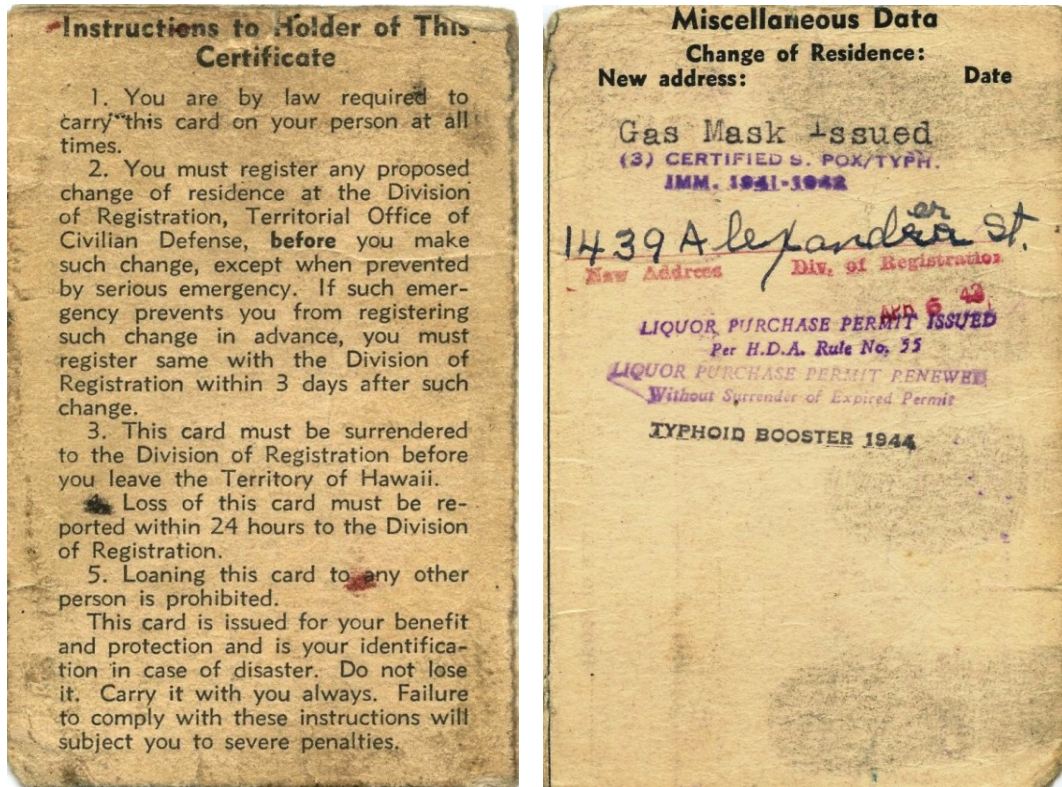 Instructions to Holder of This
Certificate
1. You are by law required to
carry this card on your person at all
times.
2. You must register any proposed
change of residence at the Division
of Registration, Territorial Office of
Civilian Defense, before you make
such change, except when prevented
by serious emergency. If such emer-
gency prevents you from registering
such change in advance, you must
register same with the Division of
Registration within 3 days after such
change.
3. This card must be surrendered
to the Division of Registration before
you leave the Territory of Hawaii.
4. Loss of this card must be re-
ported within 24 hours to the Division
of Registration.
5. Loaning this card to any other
person is prohibited.
This card is issued for your benefit
and protection and is your identifica-
tion in case of disaster. Do not lose
it. Carry it with you always. Failure
to comply with these instructions will
subject you to severe penalties.
Miscellaneous Data
Change of Residence:
New address: Date
Gas Mask Issued
(3) CERTIFIED S. POX/TYPH.
IMM. 1941-1942
1439 Alexander St.
New Address Div. of Registration
APR 6 43
LIQUOR PURCHASE PERMIT ISSUED
Per H.D.A. Rule No. 55
LIQUOR PURCHASE PERMIT RENEWED
Without Surrender of Expired Permit
TYPHOID BOOSTER 1944